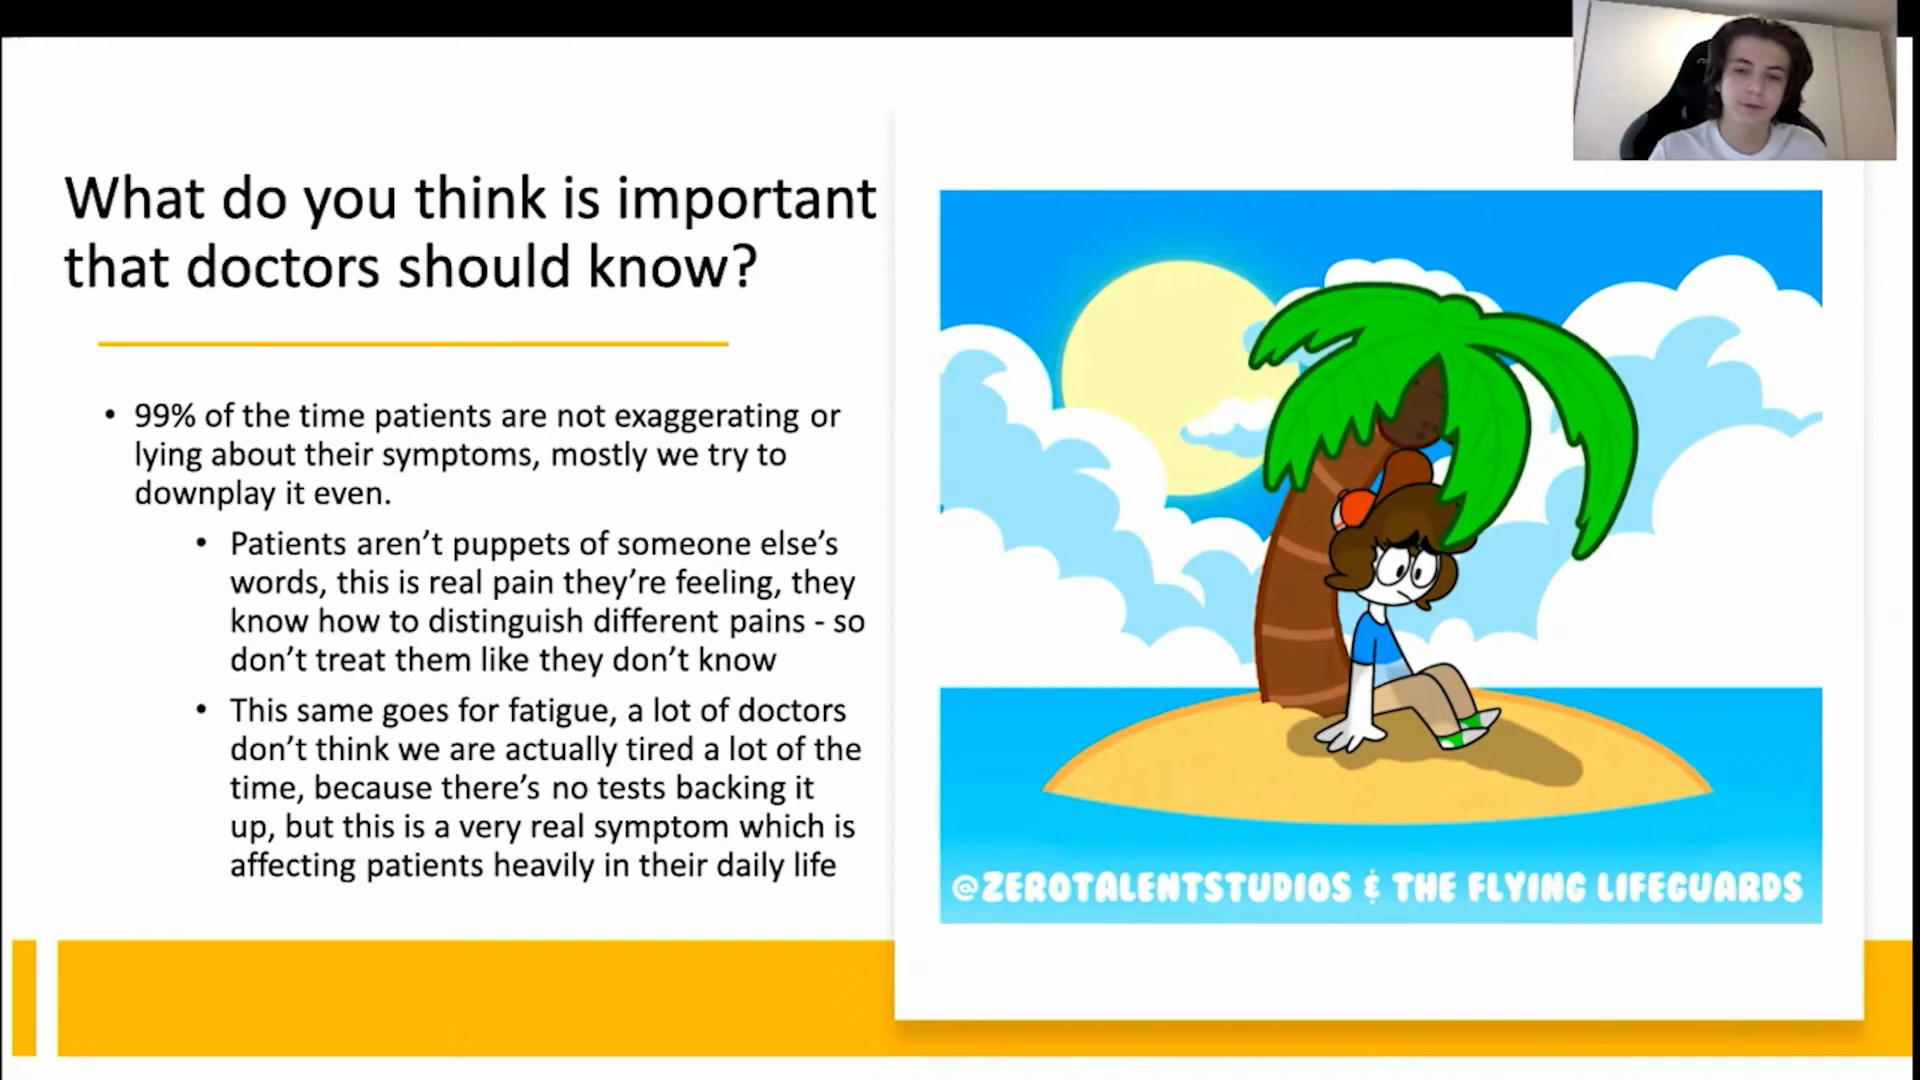 What do you think is important
that doctors should know?
• 99% of the time patients are not exaggerating or
lying about their symptoms, mostly we try to
downplay it even.
• Patients aren’t puppets of someone else’s
words, this is real pain they’re feeling, they
know how to distinguish different pains - so
don’t treat them like they don’t know
• This same goes for fatigue, a lot of doctors
don’t think we are actually tired a lot of the
time, because there’s no tests backing it
up, but this is a very real symptom which is
affecting patients heavily in their daily life
@ZEROTALENTSTUDIOS & THE FLYING LIFEGUARDS